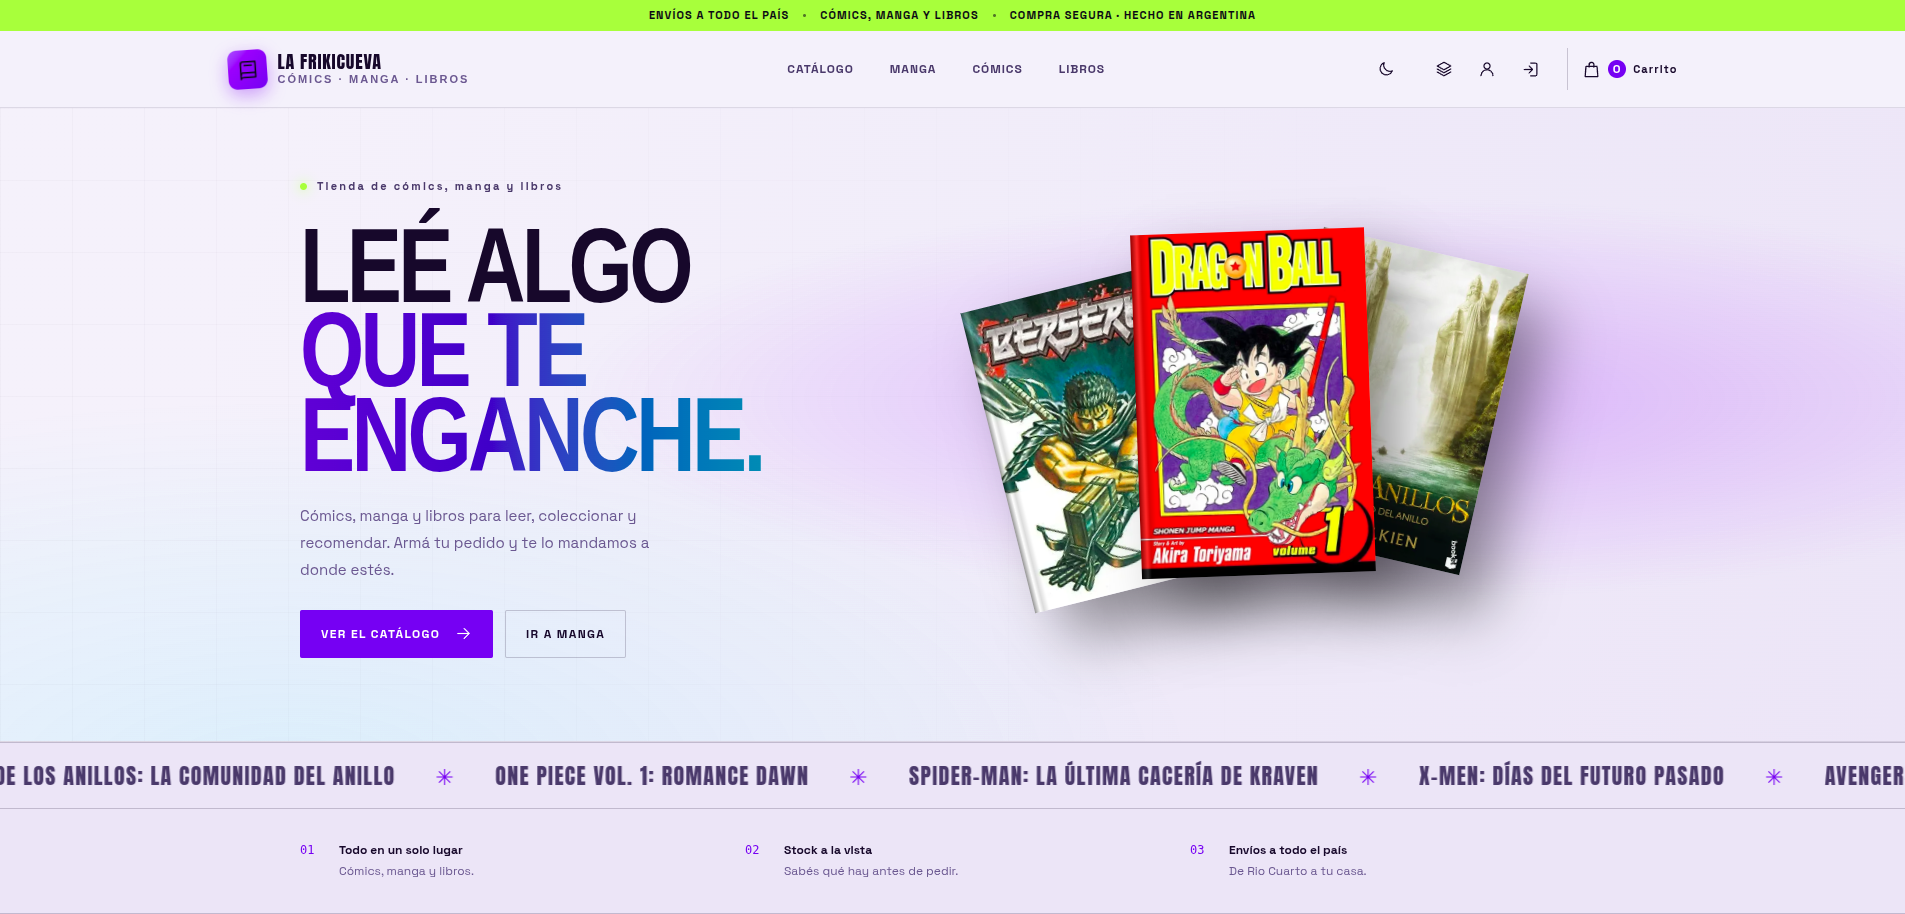 ENVÍOS A TODO EL PAÍS • CÓMICS, MANGA Y LIBROS • COMPRA SEGURA · HECHO EN ARGENTINA
LA FRIKICUEVA
CÓMICS · MANGA · LIBROS
CATÁLOGO
MANGA
CÓMICS
LIBROS
0
Carrito
Tienda de cómics, manga y libros
LEÉ ALGO
QUE TE
ENGANCHE.
Cómics, manga y libros para leer, coleccionar y
recomendar. Armá tu pedido y te lo mandamos a
donde estés.
VER EL CATÁLOGO
IR A MANGA
BERSER
DRAGON BALL
SHONEN JUMP MANGA
Story & Art by
Akira Toriyama
volume 1
ANILLOS
DEL ANILLO
KIEN
booket
DE LOS ANILLOS: LA COMUNIDAD DEL ANILLO ✳ ONE PIECE VOL. 1: ROMANCE DAWN ✳ SPIDER-MAN: LA ÚLTIMA CACERÍA DE KRAVEN ✳ X-MEN: DÍAS DEL FUTURO PASADO ✳ AVENGER
01
Todo en un solo lugar
Cómics, manga y libros.
02
Stock a la vista
Sabés qué hay antes de pedir.
03
Envíos a todo el país
De Río Cuarto a tu casa.